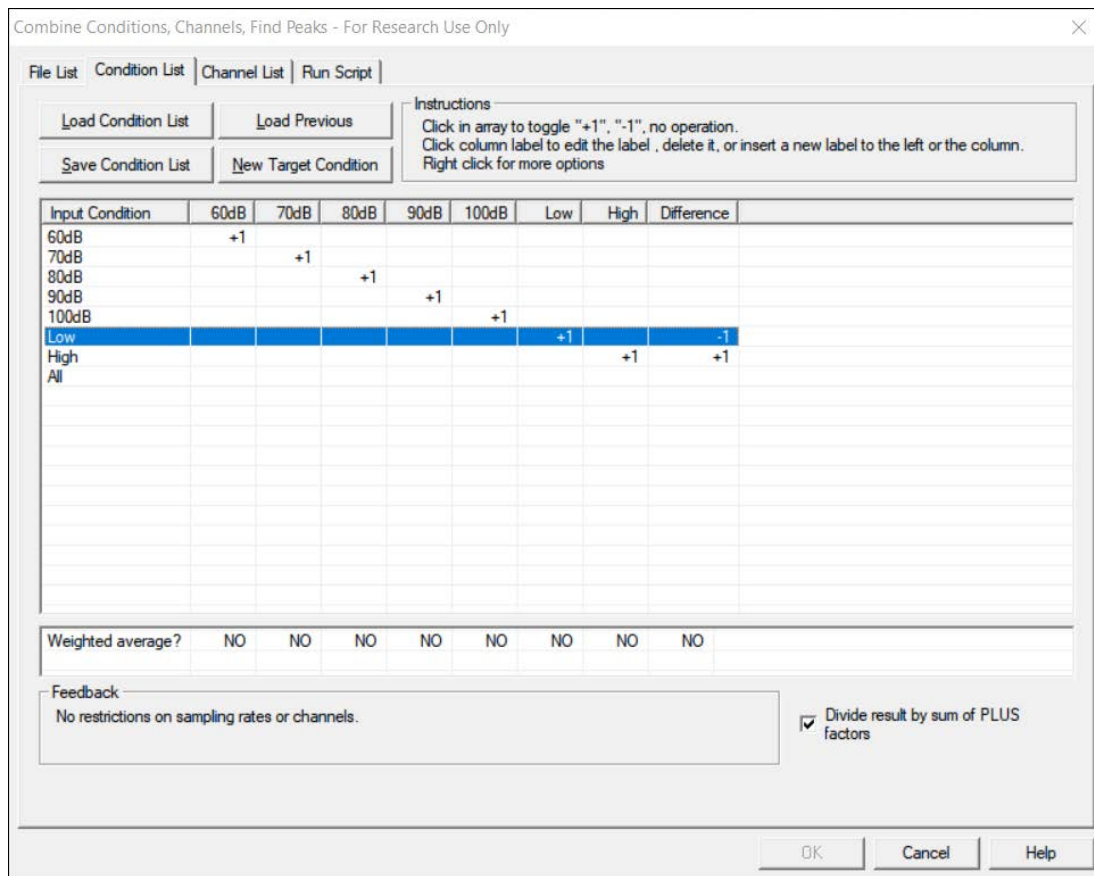 Combine Conditions, Channels, Find Peaks - For Research Use Only
File List Condition List Channel List Run Script
Load Condition List Load Previous
Save Condition List New Target Condition
Instructions
Click in array to toggle "+1", "-1", no operation.
Click column label to edit the label , delete it, or insert a new label to the left or the column.
Right click for more options
Input Condition 60dB 70dB 80dB 90dB 100dB Low High Difference
60dB +1
70dB +1
80dB +1
90dB +1
100dB +1
Low +1 -1
High +1 +1
All
Weighted average? NO NO NO NO NO NO NO NO
Feedback
No restrictions on sampling rates or channels.
Divide result by sum of PLUS
factors
OK Cancel Help